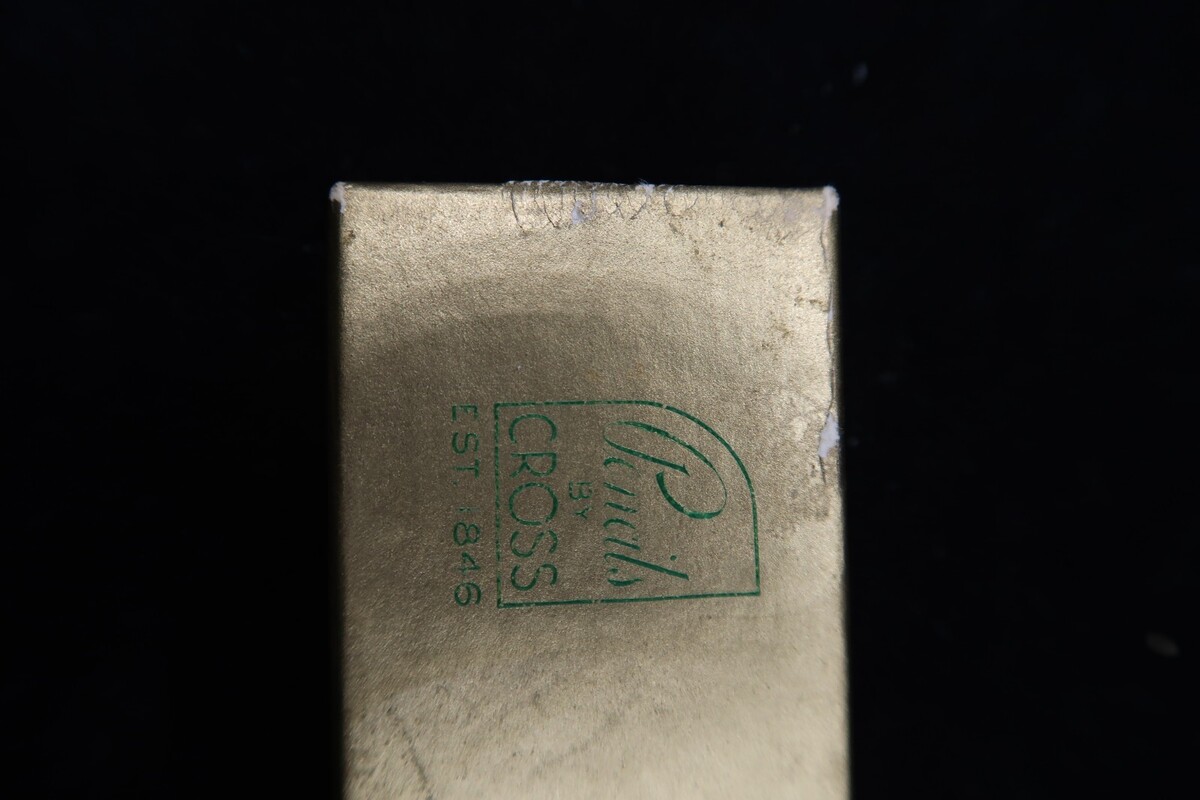 Pencils
BY
CROSS
EST. 1846